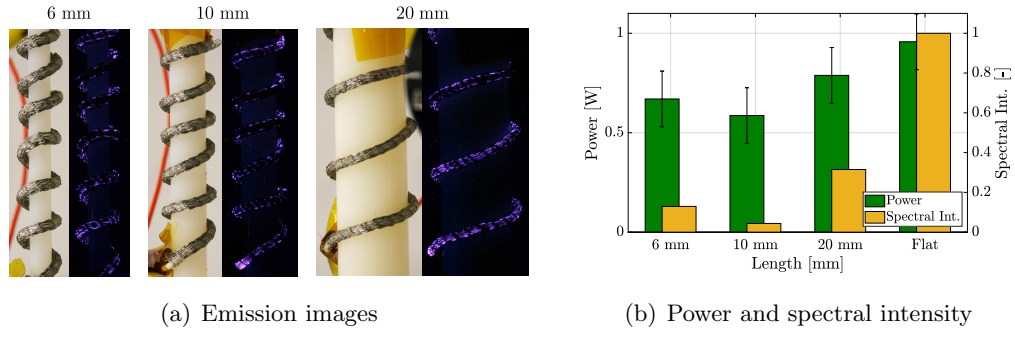 6 mm
10 mm
20 mm
1
0.5
0
Power [W]
1
0.8
0.6
0.4
0.2
0
Spectral Int. [-]
Power
Spectral Int.
6 mm
10 mm
20 mm
Flat
Length [mm]
(a) Emission images
(b) Power and spectral intensity